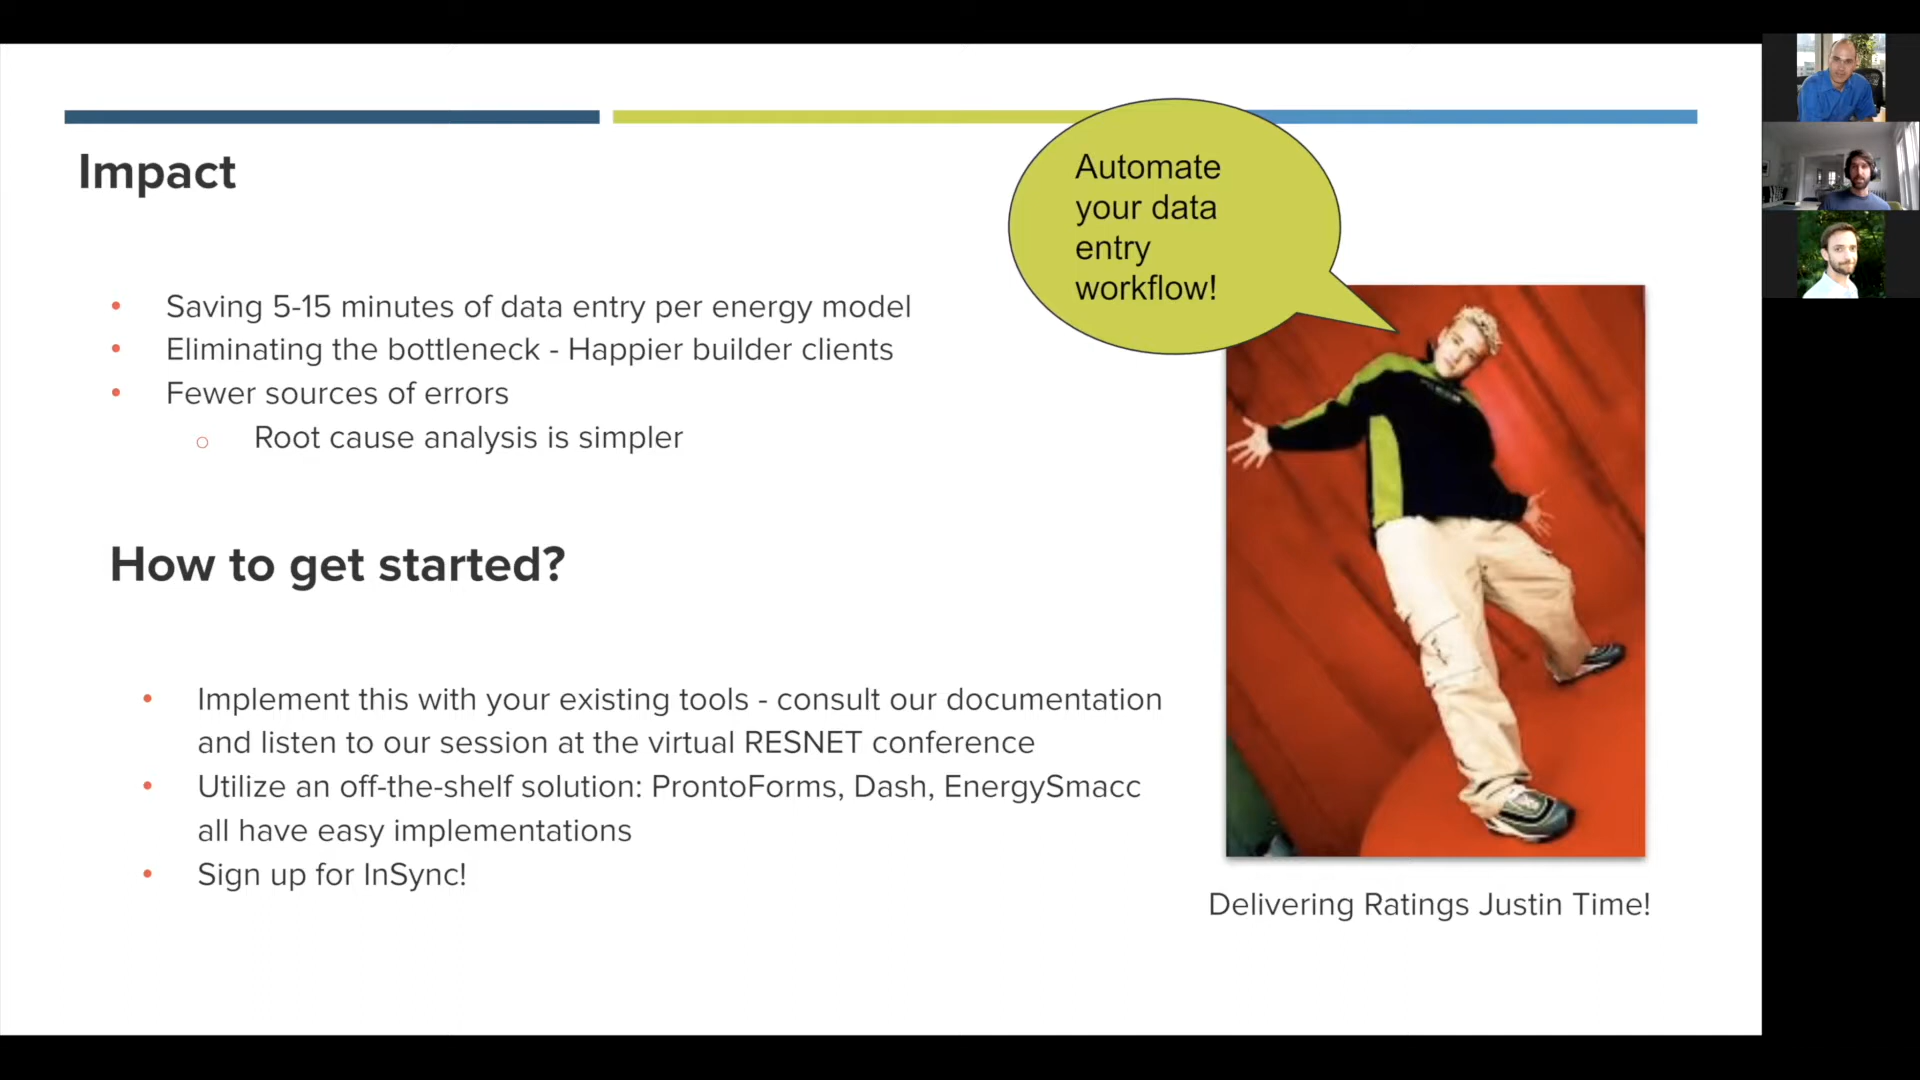 Impact
Automate
your data
entry
workflow!
• Saving 5-15 minutes of data entry per energy model
• Eliminating the bottleneck - Happier builder clients
• Fewer sources of errors
○ Root cause analysis is simpler
How to get started?
• Implement this with your existing tools - consult our documentation
and listen to our session at the virtual RESNET conference
• Utilize an off-the-shelf solution: ProntoForms, Dash, EnergySmacc
all have easy implementations
• Sign up for InSync!
Delivering Ratings Justin Time!